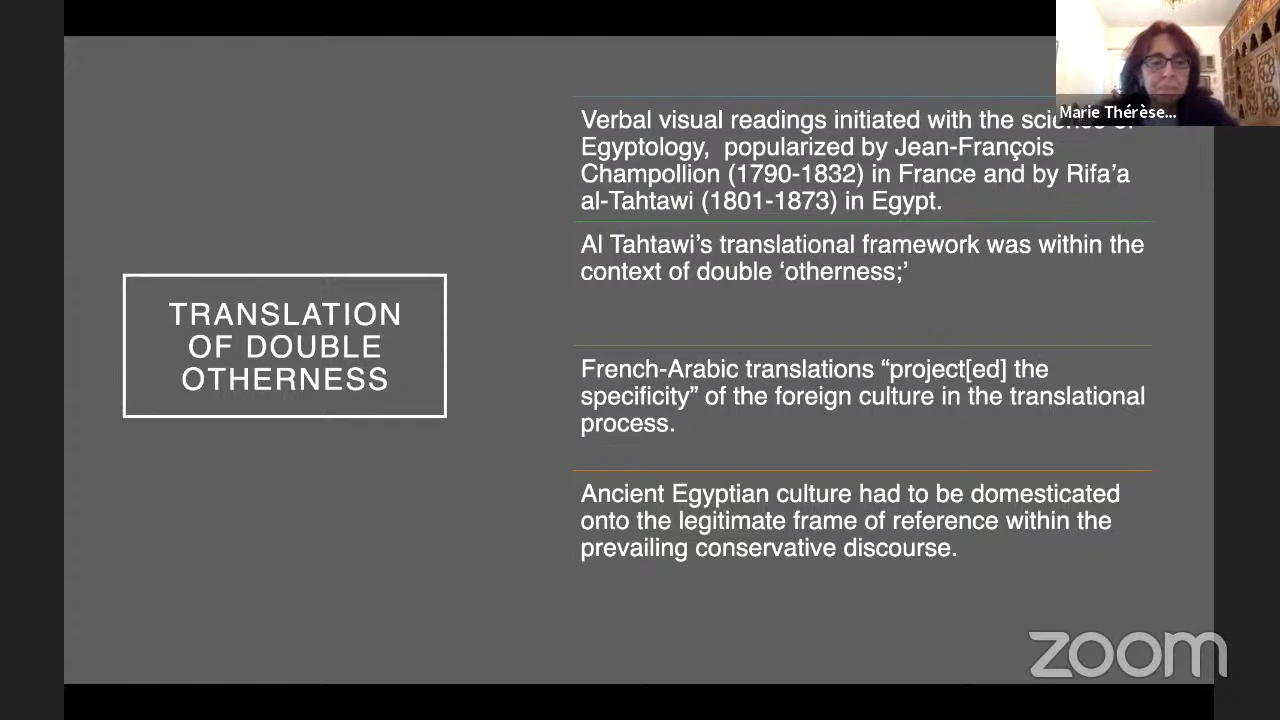 Marie Thérèse...
TRANSLATION
OF DOUBLE
OTHERNESS
Verbal visual readings initiated with the
Egyptology, popularized by Jean-François
Champollion (1790-1832) in France and by Rifa’a
al-Tahtawi (1801-1873) in Egypt.
Al Tahtawi’s translational framework was within the
context of double ‘otherness;’
French-Arabic translations “project[ed] the
specificity” of the foreign culture in the translational
process.
Ancient Egyptian culture had to be domesticated
onto the legitimate frame of reference within the
prevailing conservative discourse.
zoom